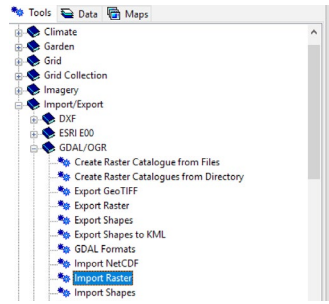 Tools Data Maps
Climate
Garden
Grid
Grid Collection
Imagery
Import/Export
DXF
ESRI E00
GDAL/OGR
Create Raster Catalogue from Files
Create Raster Catalogues from Directory
Export GeoTIFF
Export Raster
Export Shapes
Export Shapes to KML
GDAL Formats
Import NetCDF
Import Raster
Import Shapes